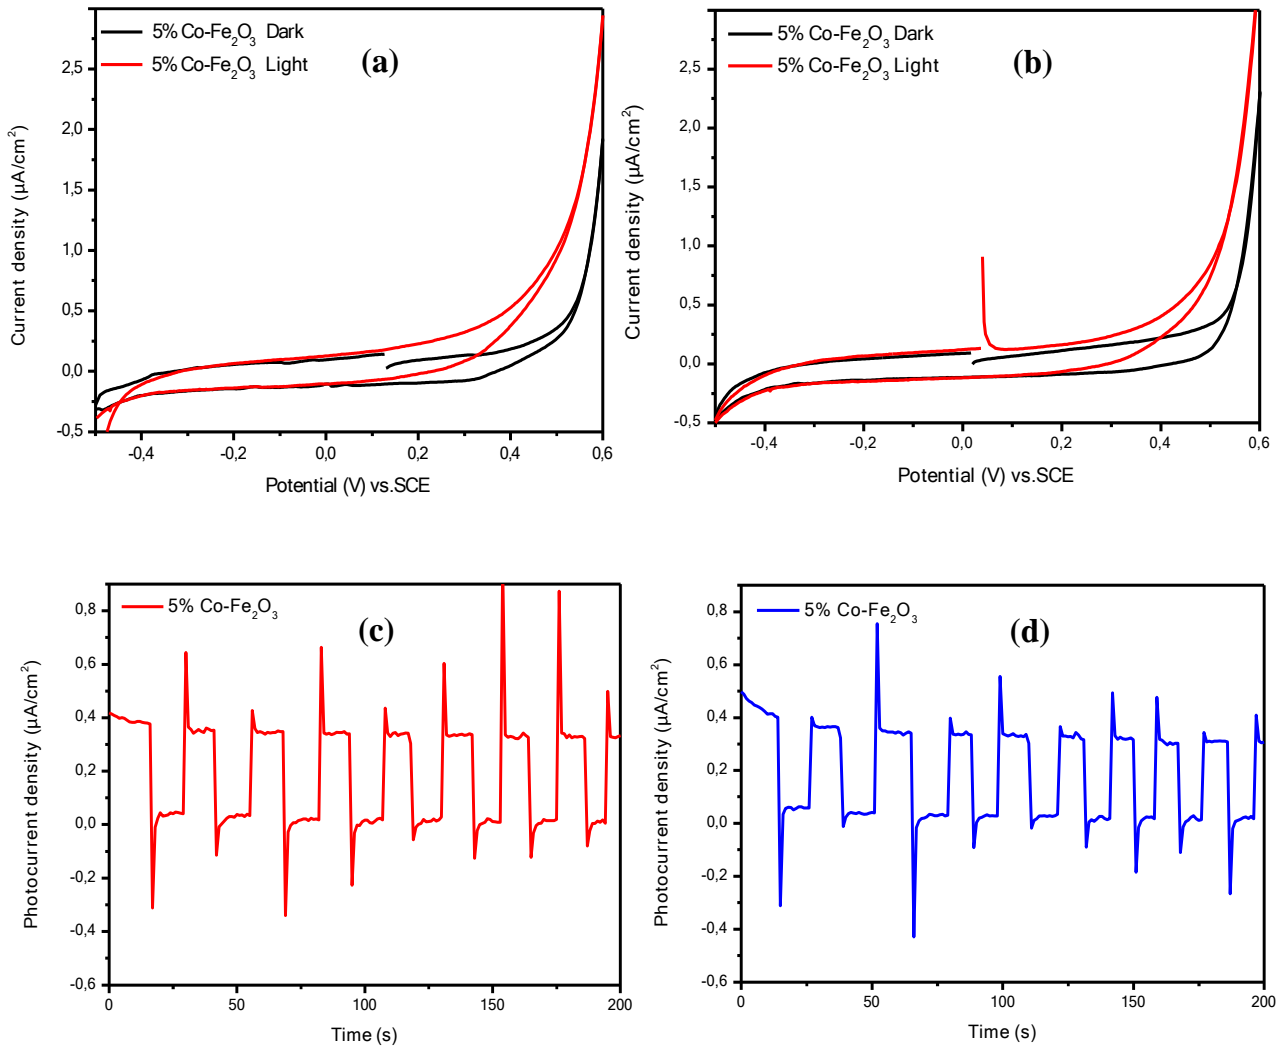 5% Co-Fe2O3 Dark
5% Co-Fe2O3 Light
(a)
2,5
2,0
1,5
1,0
0,5
0,0
-0,5
-0,4
-0,2
0,0
0,2
0,4
0,6
Current density (µA/cm²)
Potential (V) vs.SCE
5% Co-Fe2O3 Dark
5% Co-Fe2O3 Light
(b)
2,5
2,0
1,5
1,0
0,5
0,0
-0,5
-0,4
-0,2
0,0
0,2
0,4
0,6
Current density (µA/cm²)
Potential (V) vs.SCE
5% Co-Fe2O3
(c)
0,8
0,6
0,4
0,2
0,0
-0,2
-0,4
-0,6
0
50
100
150
200
Photocurrent density (µA/cm²)
Time (s)
5% Co-Fe2O3
(d)
0,8
0,6
0,4
0,2
0,0
-0,2
-0,4
-0,6
0
50
100
150
200
Photocurrent density (µA/cm²)
Time (s)